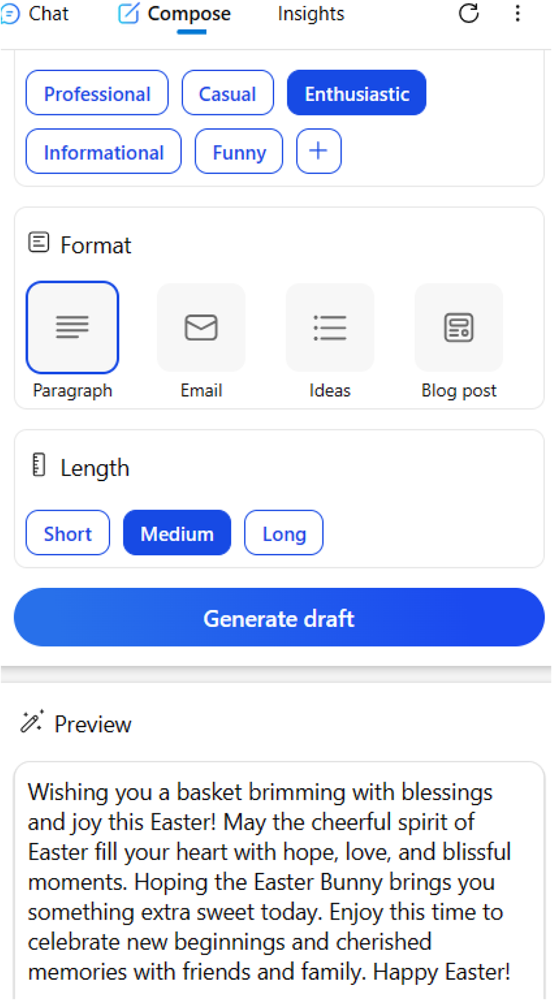 Chat Compose Insights
Professional Casual Enthusiastic
Informational Funny +
Format
Paragraph Email Ideas Blog post
Length
Short Medium Long
Generate draft
Preview
Wishing you a basket brimming with blessings
and joy this Easter! May the cheerful spirit of
Easter fill your heart with hope, love, and blissful
moments. Hoping the Easter Bunny brings you
something extra sweet today. Enjoy this time to
celebrate new beginnings and cherished
memories with friends and family. Happy Easter!